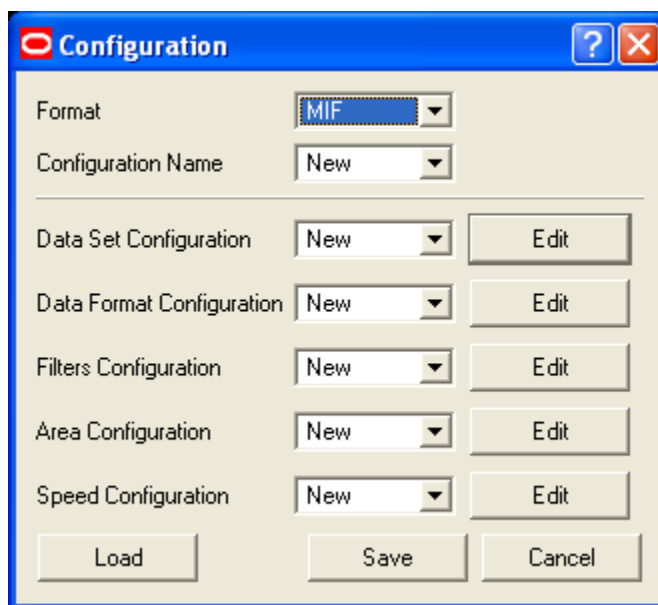 Configuration
Format MIF
Configuration Name New
Data Set Configuration New Edit
Data Format Configuration New Edit
Filters Configuration New Edit
Area Configuration New Edit
Speed Configuration New Edit
Load Save Cancel